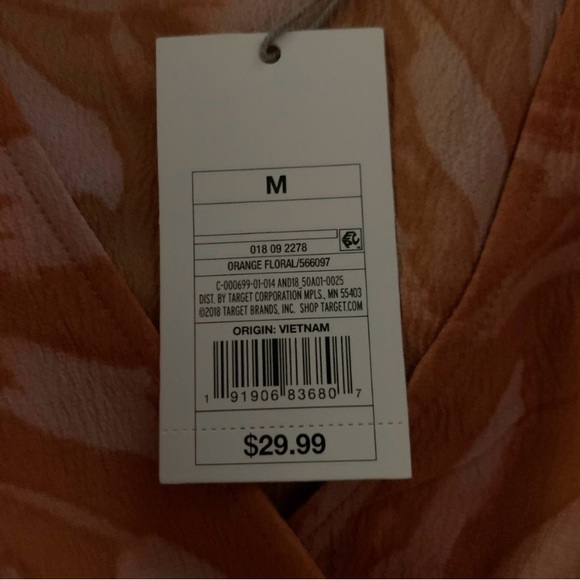 M
018 09 2278
ORANGE FLORAL/566097
C-000699-01-014 AND18_50A01-0025
DIST. BY TARGET CORPORATION MPLS., MN 55403
©2018 TARGET BRANDS, INC. SHOP TARGET.COM
ORIGIN: VIETNAM
1 91906 83680 7
$29.99